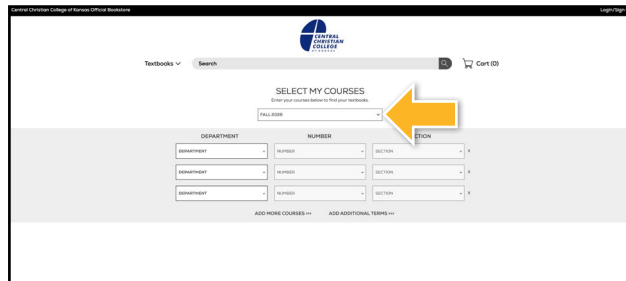 Central Christian College of Kansas Official Bookstore
Login/Sign
CENTRAL
CHRISTIAN
COLLEGE
OF KANSAS
Textbooks
Search
Cart (0)
SELECT MY COURSES
Enter your courses below to find your textbooks.
FALL 2026
DEPARTMENT NUMBER CTION
DEPARTMENT NUMBER SECTION X
DEPARTMENT NUMBER SECTION X
DEPARTMENT NUMBER SECTION X
ADD MORE COURSES >>> ADD ADDITIONAL TERMS >>>